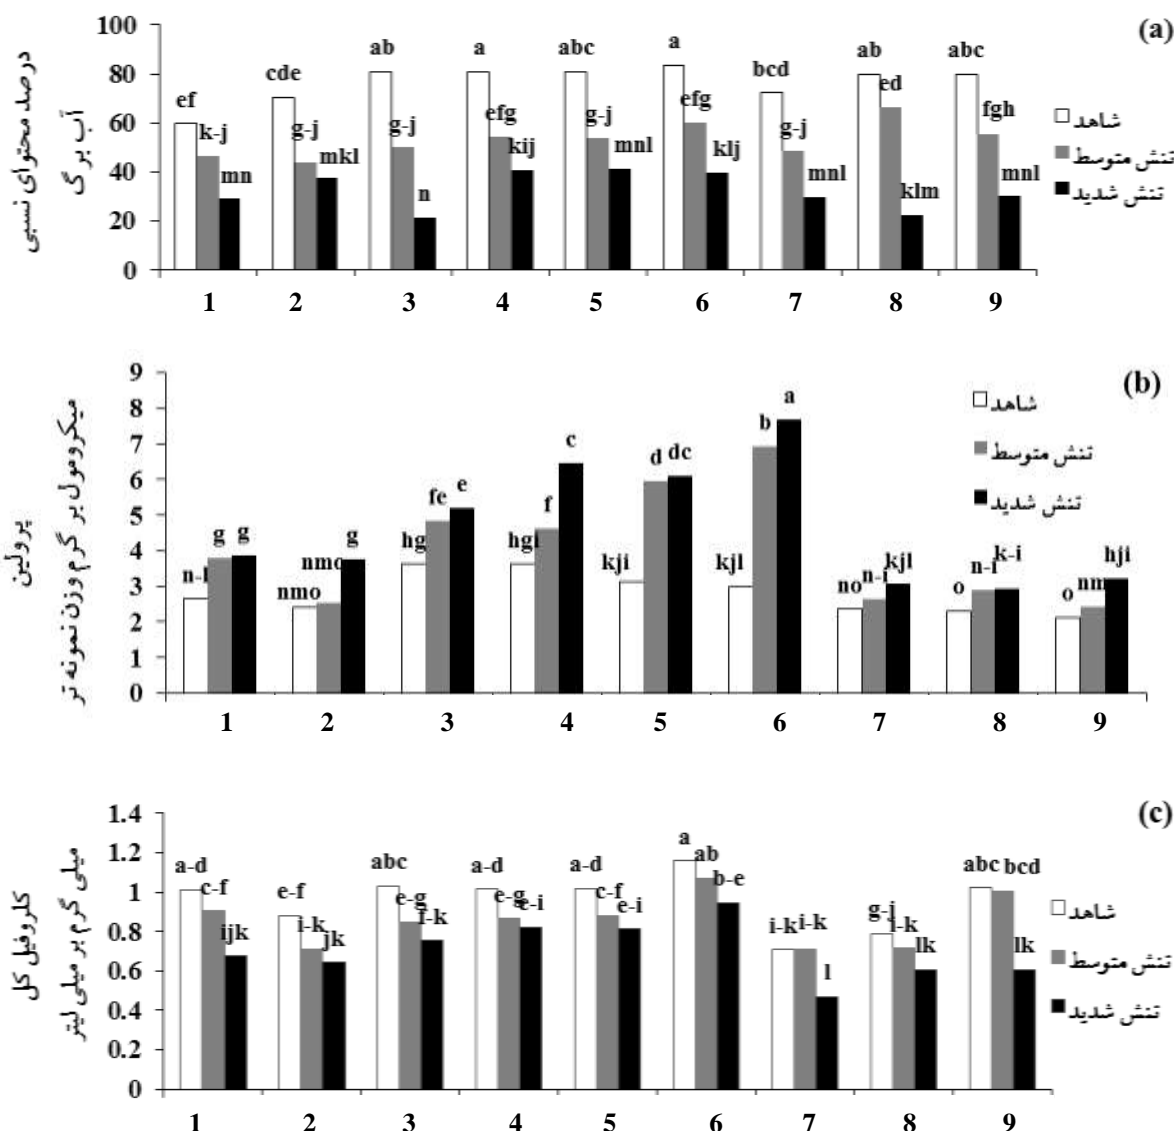 (a)
درصد محتوای نسبی
آب برگ
100
80
60
40
20
0
ef k-j mn
cde g-j mkl
ab g-j n
a efg kij
abc g-j mnl
a efg klj
bcd g-j mnl
ab ed klm
abc fgh mnl
شاهد
تنش متوسط
تنش شدید
1 2 3 4 5 6 7 8 9
(b)
پرولین
میکرومول بر گرم وزن نمونه تر
9
8
7
6
5
4
3
2
1
0
g g
nmo nmo g
hg fe e
hgi f c
kji d dc
kjl b a
no n-i kjl
o n-i k-i
o nm hji
شاهد
تنش متوسط
تنش شدید
1 2 3 4 5 6 7 8 9
(c)
کلروفیل کل
میلی گرم بر میلی لیتر
1.4
1.2
1
0.8
0.6
0.4
0.2
0
a-d c-f ijk
e-f i-k jk
abc e-g f-k
a-d e-g e-i
a-d c-f e-i
a ab b-e
i-k i-k l
g-j i-k lk
abc bcd lk
شاهد
تنش متوسط
تنش شدید
1 2 3 4 5 6 7 8 9